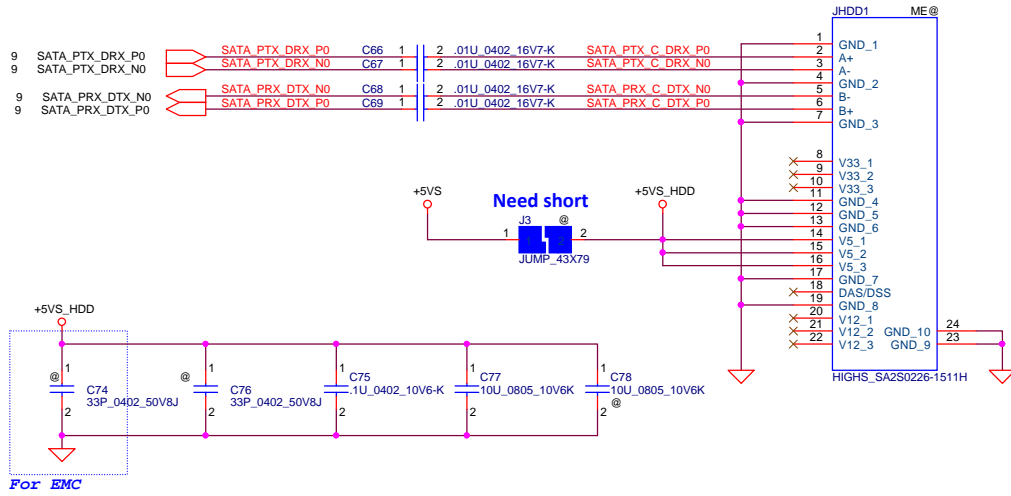 JHDD1 ME@
9 SATA_PTX_DRX_P0 SATA_PTX_DRX_P0 C66 1 2 .01U_0402_16V7-K SATA_PTX_C_DRX_P0
9 SATA_PTX_DRX_N0 SATA_PTX_DRX_N0 C67 1 2 .01U_0402_16V7-K SATA_PTX_C_DRX_N0
9 SATA_PRX_DTX_N0 SATA_PRX_DTX_N0 C68 1 2 .01U_0402_16V7-K SATA_PRX_C_DTX_N0
9 SATA_PRX_DTX_P0 SATA_PRX_DTX_P0 C69 1 2 .01U_0402_16V7-K SATA_PRX_C_DTX_P0
1 GND_1
2 A+
3 A-
4 GND_2
5 B-
6 B+
7 GND_3
8 V33_1
9 V33_2
10 V33_3
11 GND_4
12 GND_5
13 GND_6
14 V5_1
15 V5_2
16 V5_3
17 GND_7
18 DAS/DSS
19 GND_8
20 V12_1
21 V12_2 GND_10 24
22 V12_3 GND_9 23
HIGHS_SA2S0226-1511H
+5VS
Need short
+5VS_HDD
J3 @
1 1 2 2
JUMP_43X79
+5VS_HDD
1 @ C74 33P_0402_50V8J 2
1 @ C76 33P_0402_50V8J 2
1 C75 .1U_0402_10V6-K 2
1 C77 10U_0805_10V6K 2
1 C78 10U_0805_10V6K @ 2
For EMC